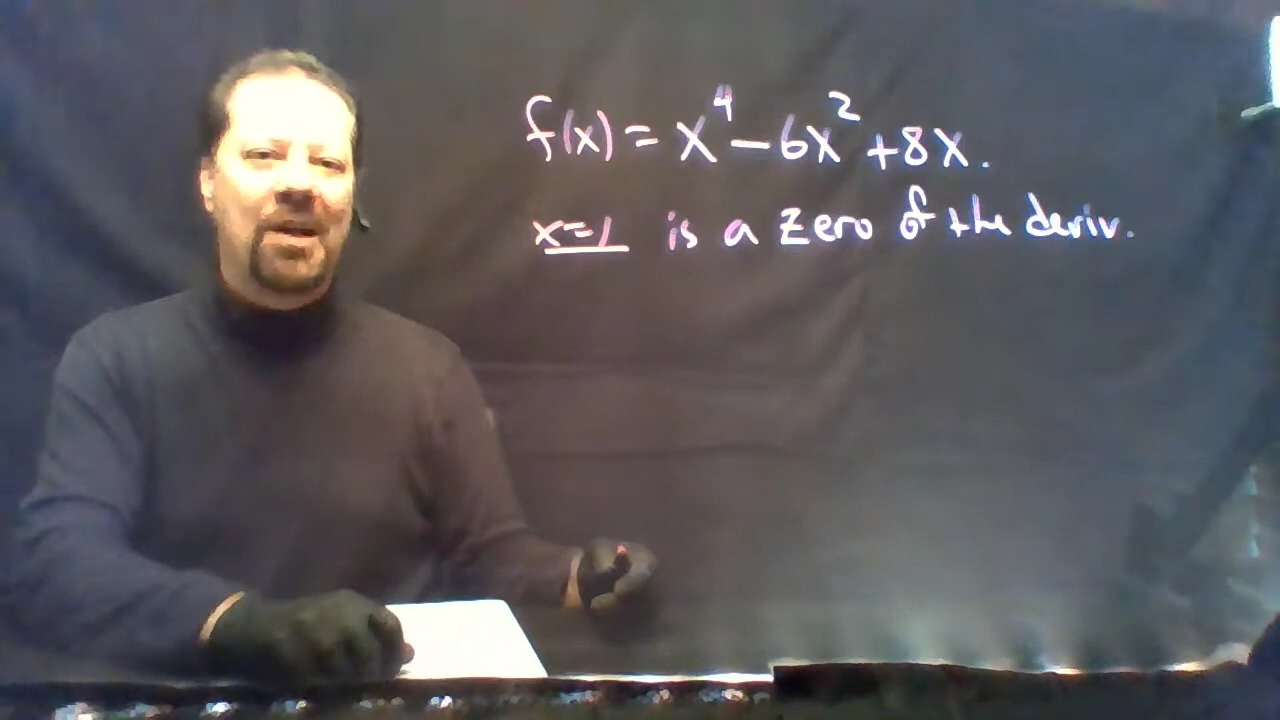 f(x) = x⁴ − 6x² + 8x.
x=1 is a zero of the deriv.